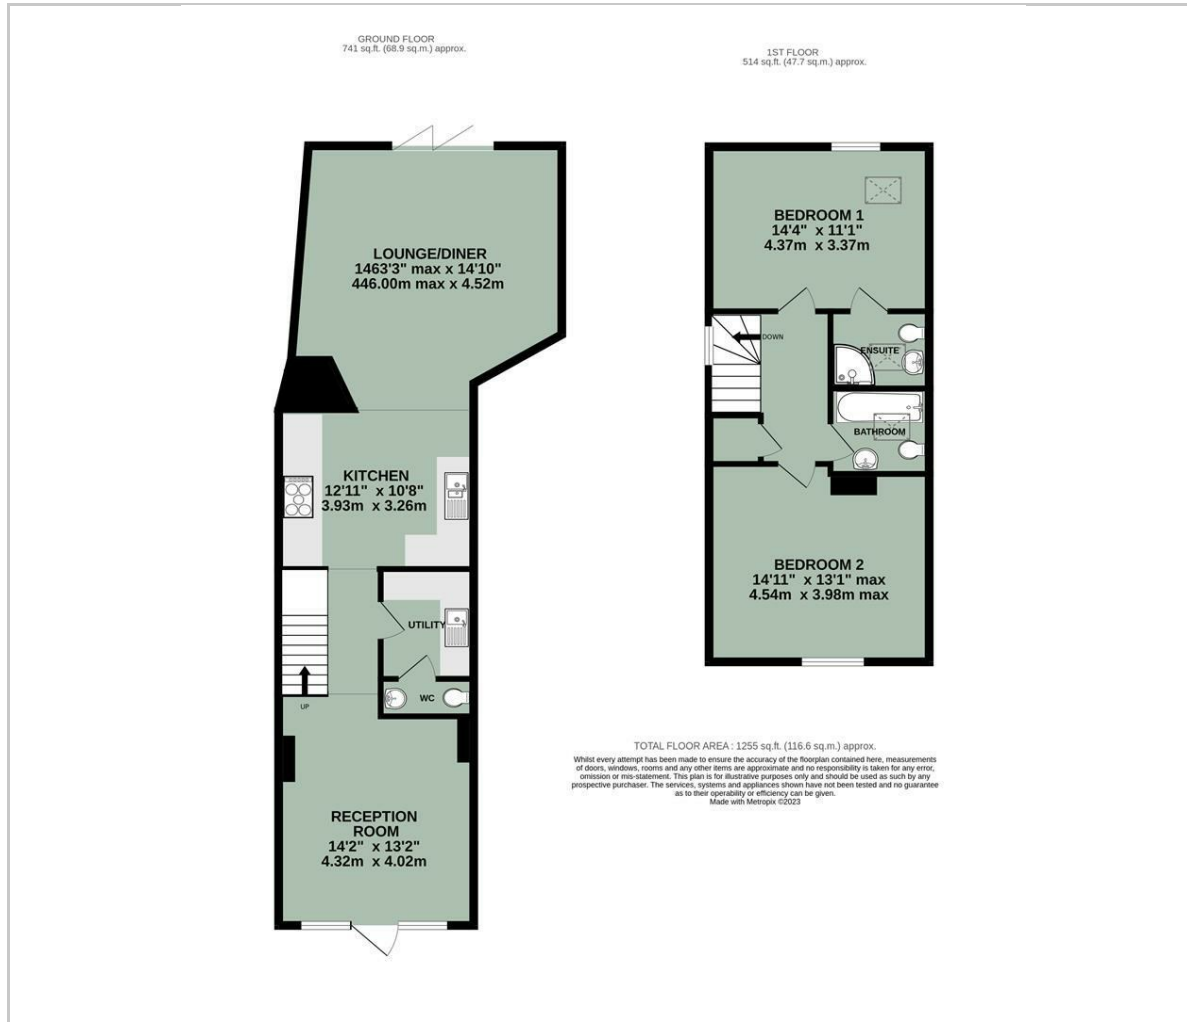 GROUND FLOOR
741 sq.ft. (68.9 sq.m.) approx.
1ST FLOOR
514 sq.ft. (47.7 sq.m.) approx.
LOUNGE/DINER
1463'3" max x 14'10"
446.00m max x 4.52m
KITCHEN
12'11" x 10'8"
3.93m x 3.26m
UTILITY
WC
UP
RECEPTION
ROOM
14'2" x 13'2"
4.32m x 4.02m
BEDROOM 1
14'4" x 11'1"
4.37m x 3.37m
DOWN
ENSUITE
BATHROOM
BEDROOM 2
14'11" x 13'1" max
4.54m x 3.98m max
TOTAL FLOOR AREA : 1255 sq.ft. (116.6 sq.m.) approx.
Whilst every attempt has been made to ensure the accuracy of the floorplan contained here, measurements
of doors, windows, rooms and any other items are approximate and no responsibility is taken for any error,
omission or mis-statement. This plan is for illustrative purposes only and should be used as such by any
prospective purchaser. The services, systems and appliances shown have not been tested and no guarantee
as to their operability or efficiency can be given.
Made with Metropix ©2023